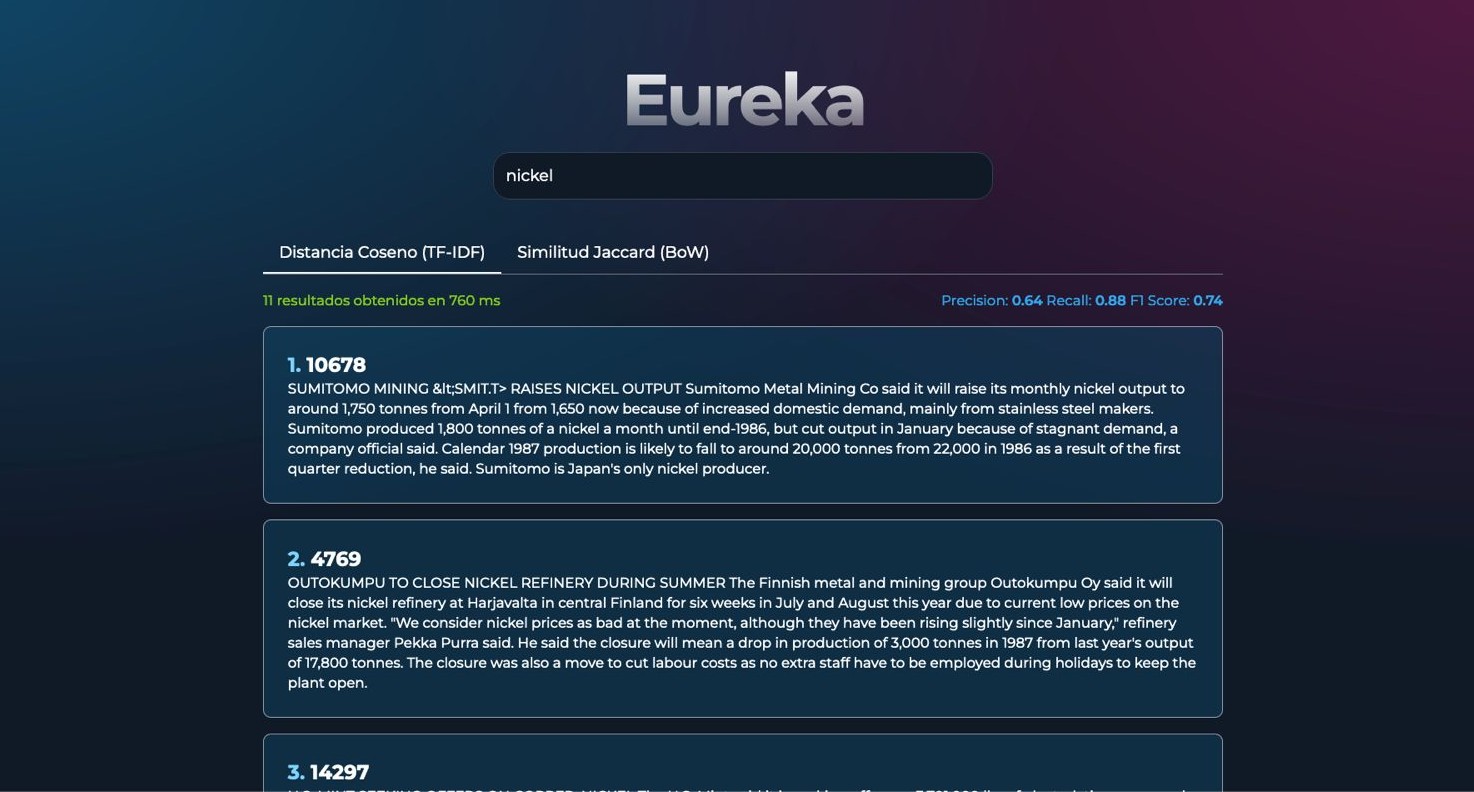 Eureka
nickel
Distancia Coseno (TF-IDF) Similitud Jaccard (BoW)
11 resultados obtenidos en 760 ms Precision: 0.64 Recall: 0.88 F1 Score: 0.74
1. 10678
SUMITOMO MINING &lt;SMIT.T> RAISES NICKEL OUTPUT Sumitomo Metal Mining Co said it will raise its monthly nickel output to
around 1,750 tonnes from April 1 from 1,650 now because of increased domestic demand, mainly from stainless steel makers.
Sumitomo produced 1,800 tonnes of a nickel a month until end-1986, but cut output in January because of stagnant demand, a
company official said. Calendar 1987 production is likely to fall to around 20,000 tonnes from 22,000 in 1986 as a result of the first
quarter reduction, he said. Sumitomo is Japan's only nickel producer.
2. 4769
OUTOKUMPU TO CLOSE NICKEL REFINERY DURING SUMMER The Finnish metal and mining group Outokumpu Oy said it will
close its nickel refinery at Harjavalta in central Finland for six weeks in July and August this year due to current low prices on the
nickel market. "We consider nickel prices as bad at the moment, although they have been rising slightly since January," refinery
sales manager Pekka Purra said. He said the closure will mean a drop in production of 3,000 tonnes in 1987 from last year's output
of 17,800 tonnes. The closure was also a move to cut labour costs as no extra staff have to be employed during holidays to keep the
plant open.
3. 14297